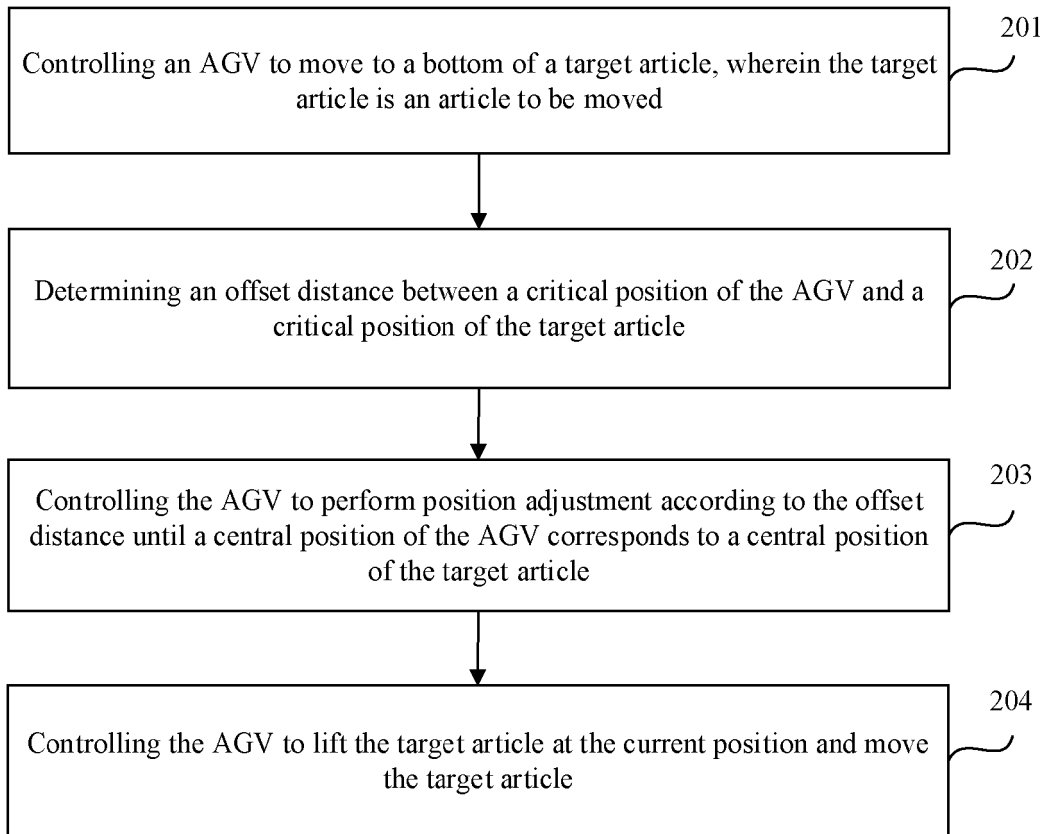 201
Controlling an AGV to move to a bottom of a target article, wherein the target
article is an article to be moved
202
Determining an offset distance between a critical position of the AGV and a
critical position of the target article
203
Controlling the AGV to perform position adjustment according to the offset
distance until a central position of the AGV corresponds to a central position
of the target article
204
Controlling the AGV to lift the target article at the current position and move
the target article